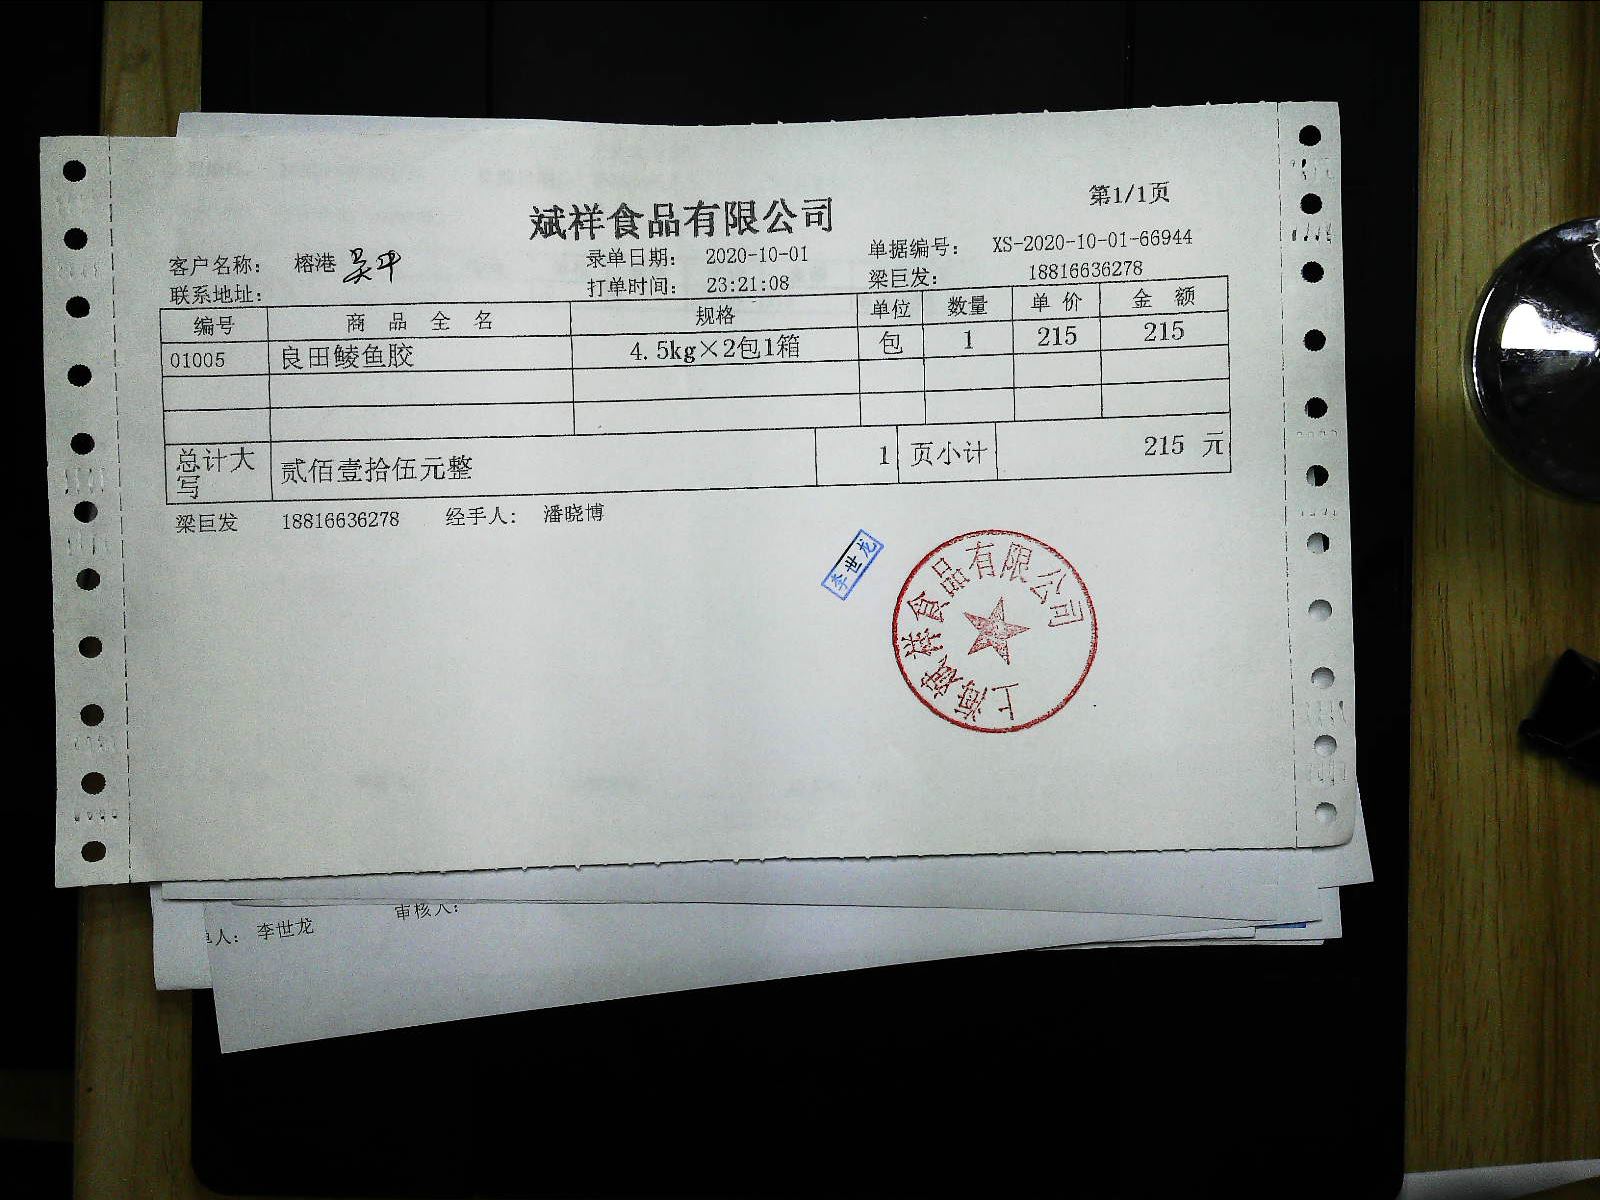 第1/1页
斌祥食品有限公司
客户名称： 榕港 录单日期： 2020-10-01 单据编号： XS-2020-10-01-66944
联系地址： 打单时间： 23:21:08 梁巨发： 18816636278
编号 商 品 全 名 规格 单位 数量 单 价 金 额
01005 良田鲮鱼胶 4.5kg×2包1箱 包 1 215 215
总计大写 贰佰壹拾伍元整 1 页小计 215 元
梁巨发 18816636278 经手人： 潘晓博
李世龙
上海斌祥食品有限公司
单人： 李世龙 审核人：